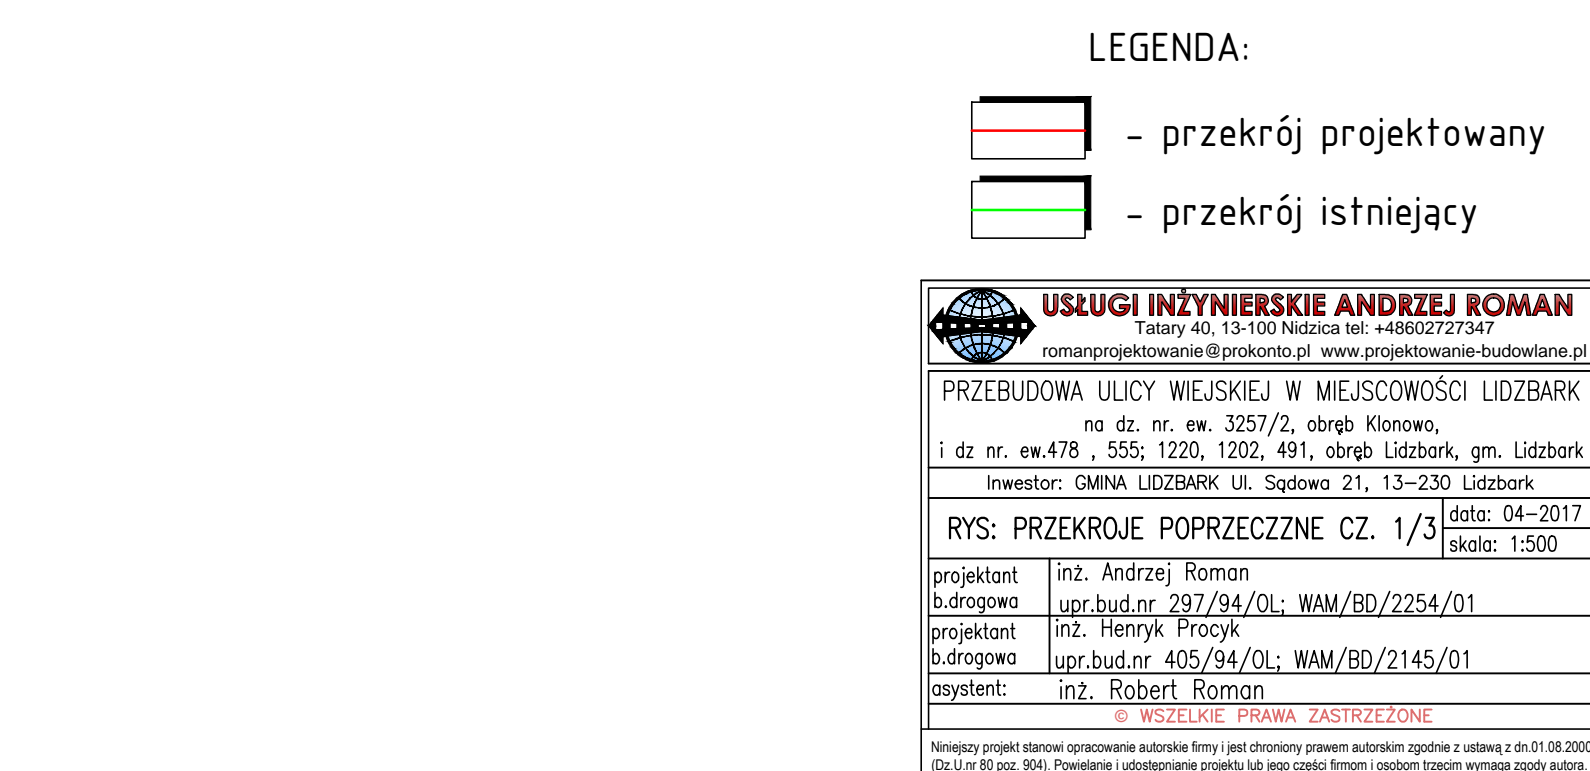 LEGENDA:
- przekrój projektowany
- przekrój istniejący
USŁUGI INŻYNIERSKIE ANDRZEJ ROMAN
Tatary 40, 13-100 Nidzica tel: +48602727347
romanprojektowanie@prokonto.pl www.projektowanie-budowlane.pl
PRZEBUDOWA ULICY WIEJSKIEJ W MIEJSCOWOŚCI LIDZBARK
na dz. nr. ew. 3257/2, obręb Klonowo,
i dz nr. ew.478 , 555; 1220, 1202, 491, obręb Lidzbark, gm. Lidzbark
Inwestor: GMINA LIDZBARK Ul. Sądowa 21, 13-230 Lidzbark
RYS: PRZEKROJE POPRZECZZNE CZ. 1/3
data: 04-2017
skala: 1:500
projektant
b.drogowa
inż. Andrzej Roman
upr.bud.nr 297/94/OL; WAM/BD/2254/01
projektant
b.drogowa
inż. Henryk Procyk
upr.bud.nr 405/94/OL; WAM/BD/2145/01
asystent: inż. Robert Roman
© WSZELKIE PRAWA ZASTRZEŻONE
Niniejszy projekt stanowi opracowanie autorskie firmy i jest chroniony prawem autorskim zgodnie z ustawą z dn.01.08.2000
(Dz.U.nr 80 poz. 904). Powielanie i udostępnianie projektu lub jego części firmom i osobom trzecim wymaga zgody autora.